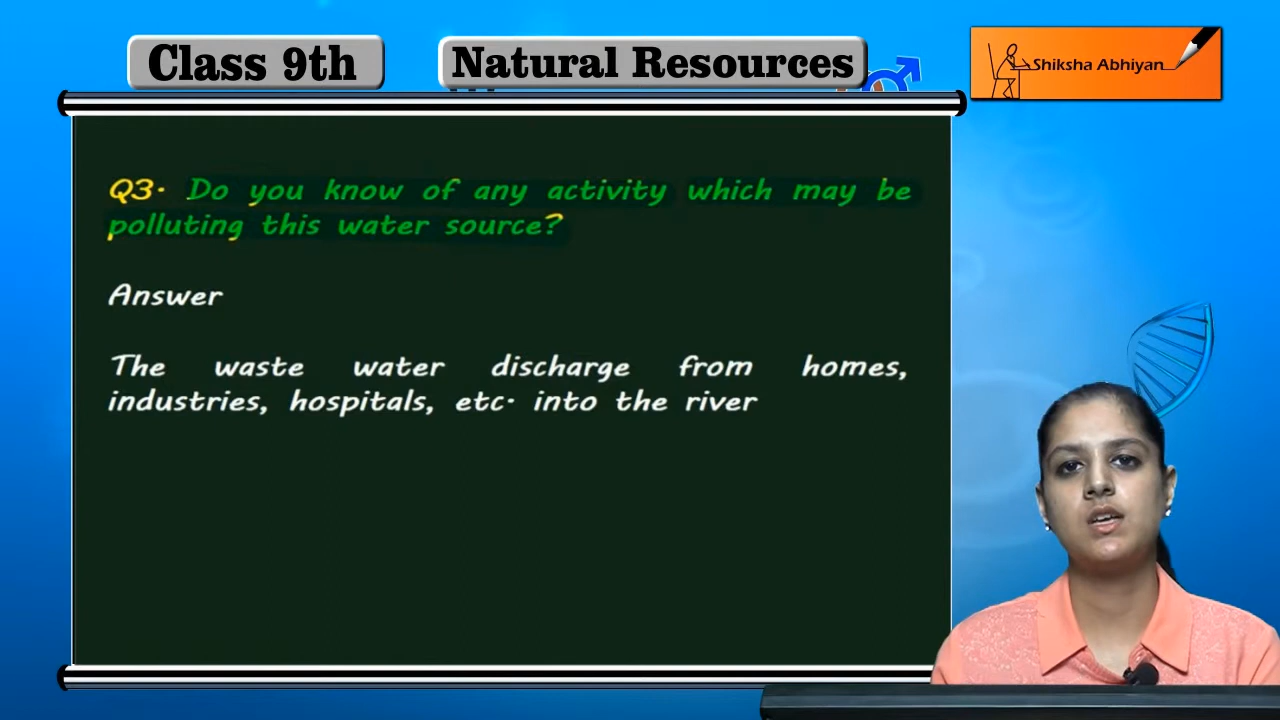 Class 9th
Natural Resources
Shiksha Abhiyan
Q3. Do you know of any activity which may be
polluting this water source?
Answer
The waste water discharge from homes,
industries, hospitals, etc. into the river